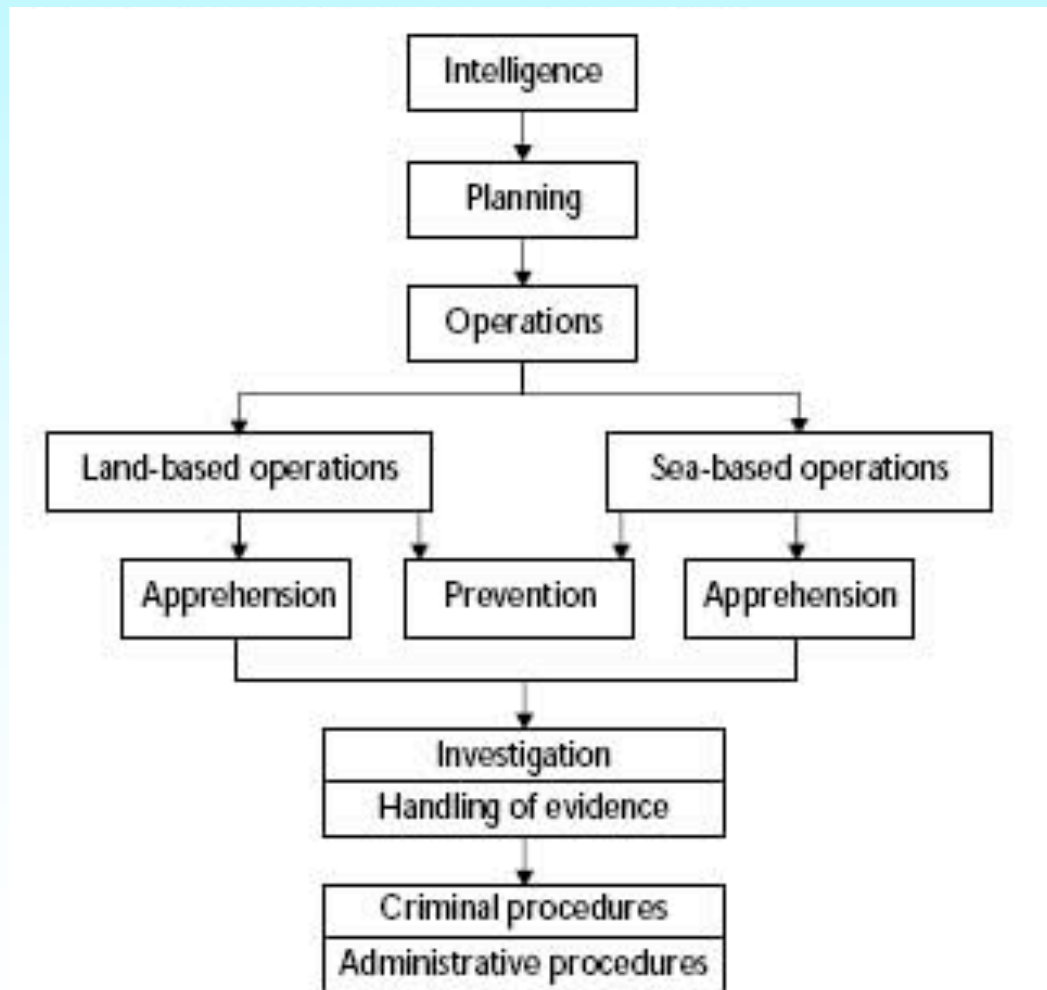 Intelligence
Planning
Operations
Land-based operations
Sea-based operations
Apprehension
Prevention
Apprehension
Investigation
Handling of evidence
Criminal procedures
Administrative procedures